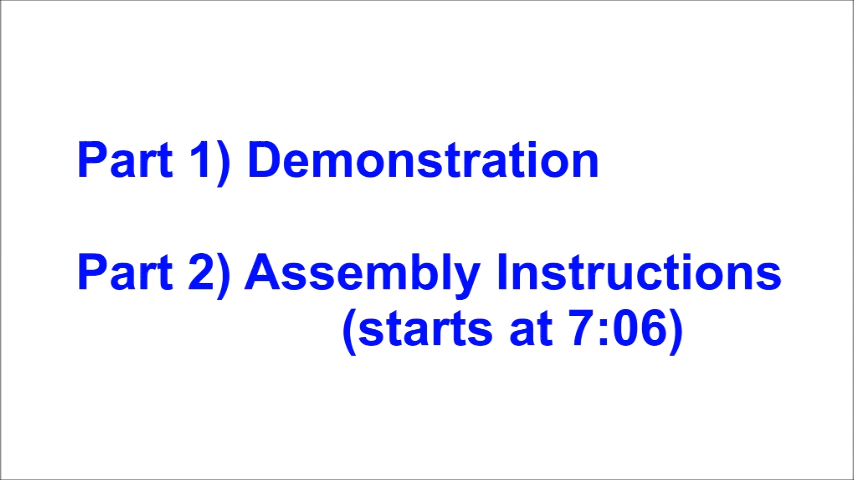 Part 1) Demonstration
Part 2) Assembly Instructions
(starts at 7:06)